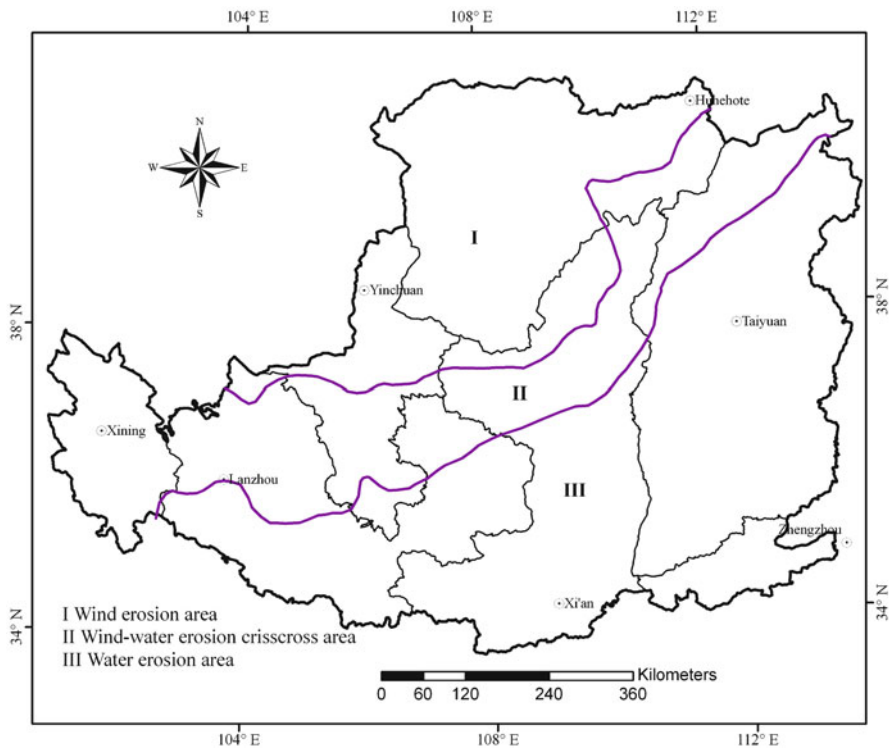 104° E 108° E 112° E
Huhehote
N
W E
S
I
Yinchuan
38° N 38° N
Taiyuan
II
Xining
Lanzhou
III
Zhengzhou
Xi'an
34° N 34° N
I Wind erosion area
II Wind-water erosion crisscross area
III Water erosion area
Kilometers
0 60 120 240 360
104° E 108° E 112° E